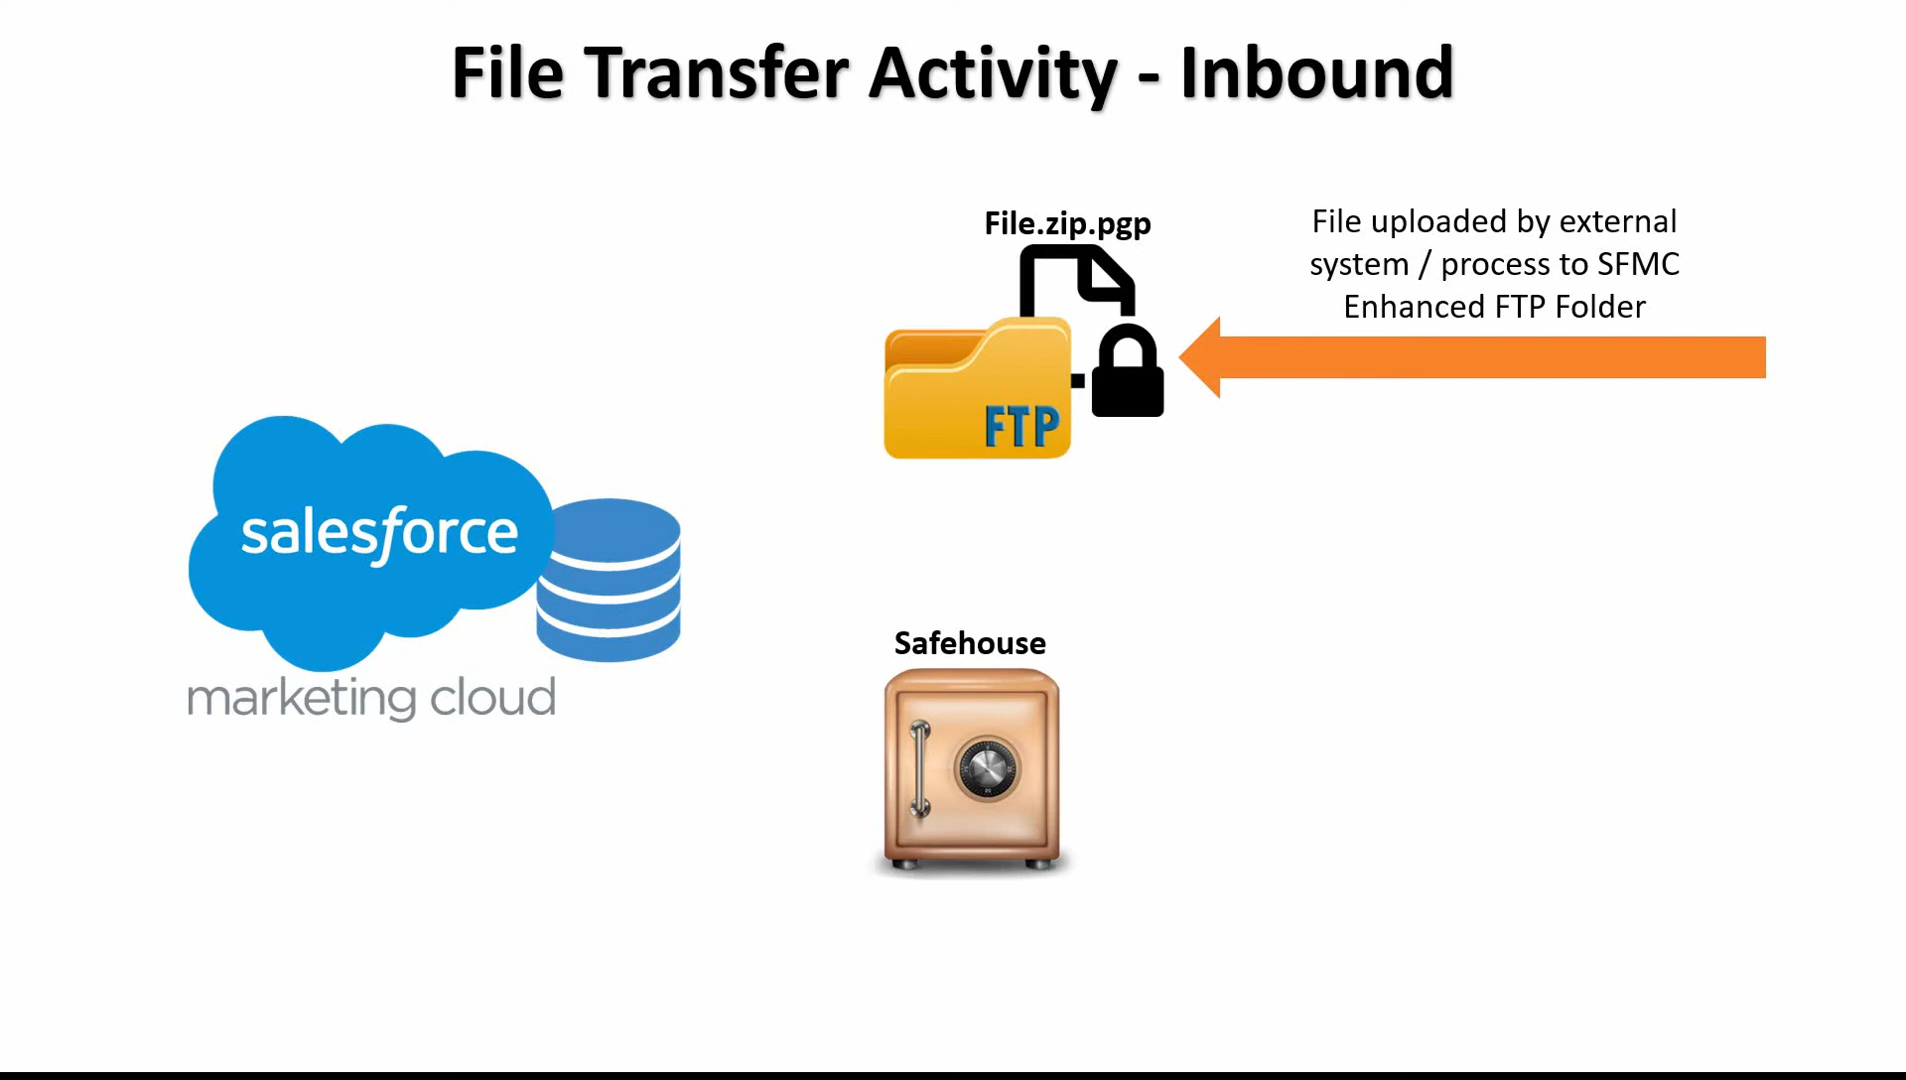 File Transfer Activity - Inbound
File.zip.pgp
File uploaded by external
system / process to SFMC
Enhanced FTP Folder
FTP
salesforce
marketing cloud
Safehouse